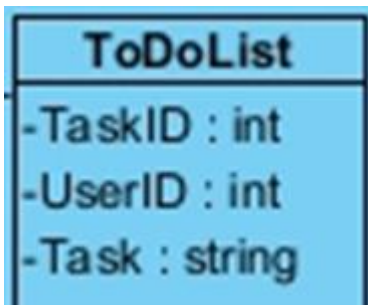 ToDoList
-TaskID : int
-UserID : int
-Task : string